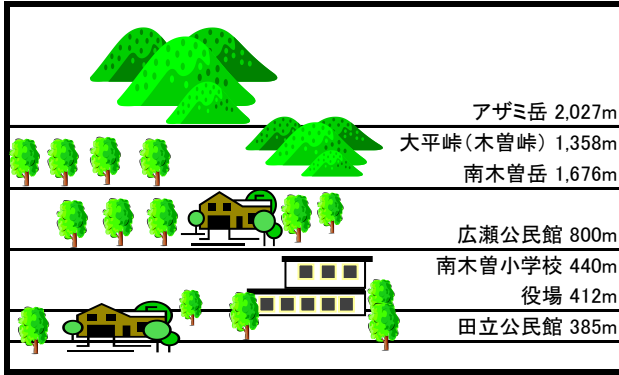 アザミ岳 2,027m
大平峠(木曽峠) 1,358m
南木曽岳 1,676m
広瀬公民館 800m
南木曽小学校 440m
役場 412m
田立公民館 385m